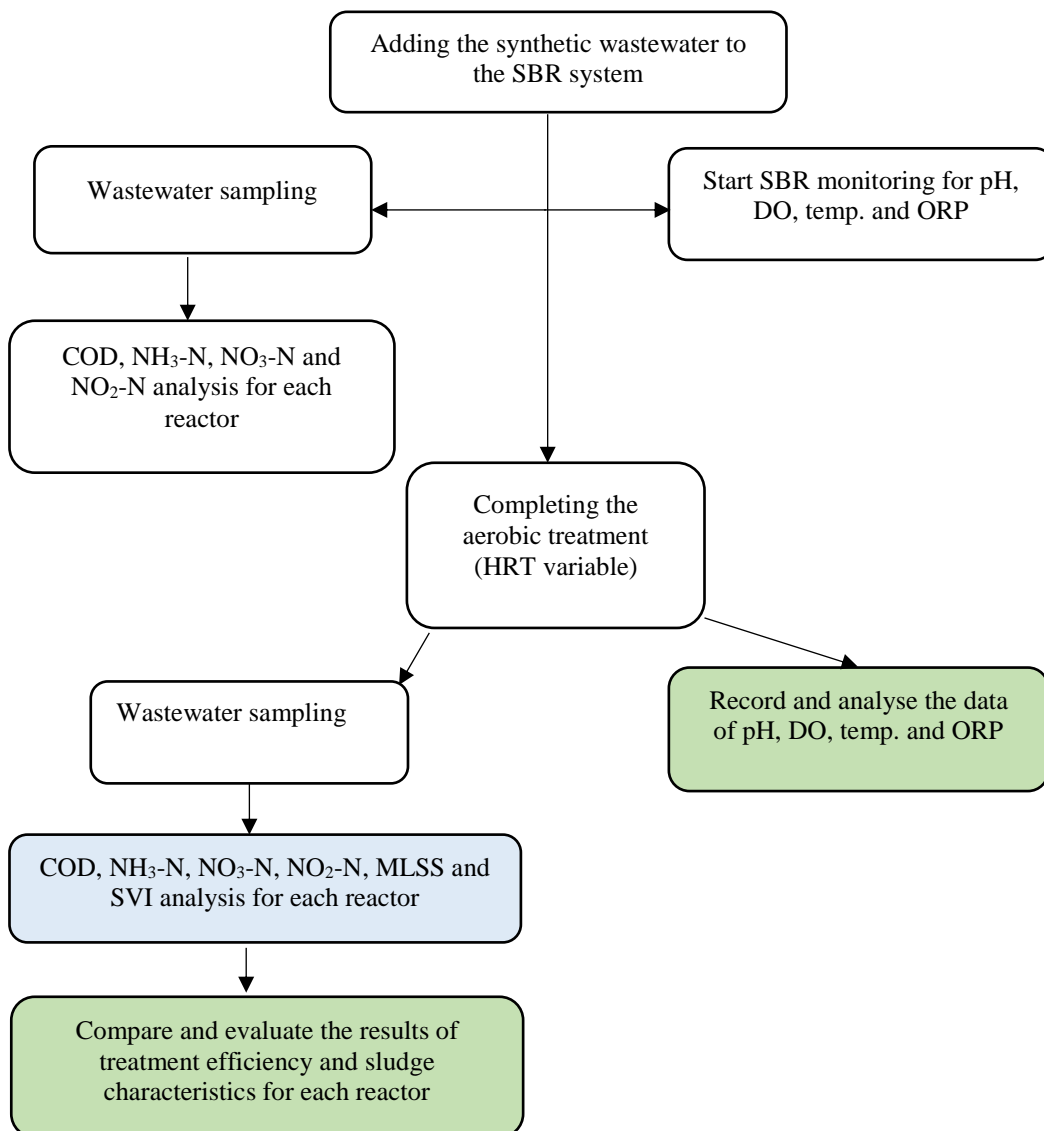 Adding the synthetic wastewater to
the SBR system
Wastewater sampling
Start SBR monitoring for pH,
DO, temp. and ORP
COD, NH₃-N, NO₃-N and
NO₂-N analysis for each
reactor
Completing the
aerobic treatment
(HRT variable)
Wastewater sampling
Record and analyse the data
of pH, DO, temp. and ORP
COD, NH₃-N, NO₃-N, NO₂-N, MLSS and
SVI analysis for each reactor
Compare and evaluate the results of
treatment efficiency and sludge
characteristics for each reactor